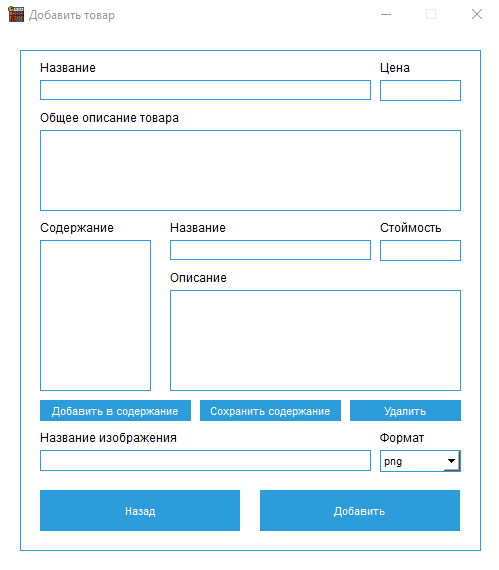 Добавить товар
Название Цена
Общее описание товара
Содержание Название Стоймость
Описание
Добавить в содержание Сохранить содержание Удалить
Название изображения Формат
png
Назад Добавить